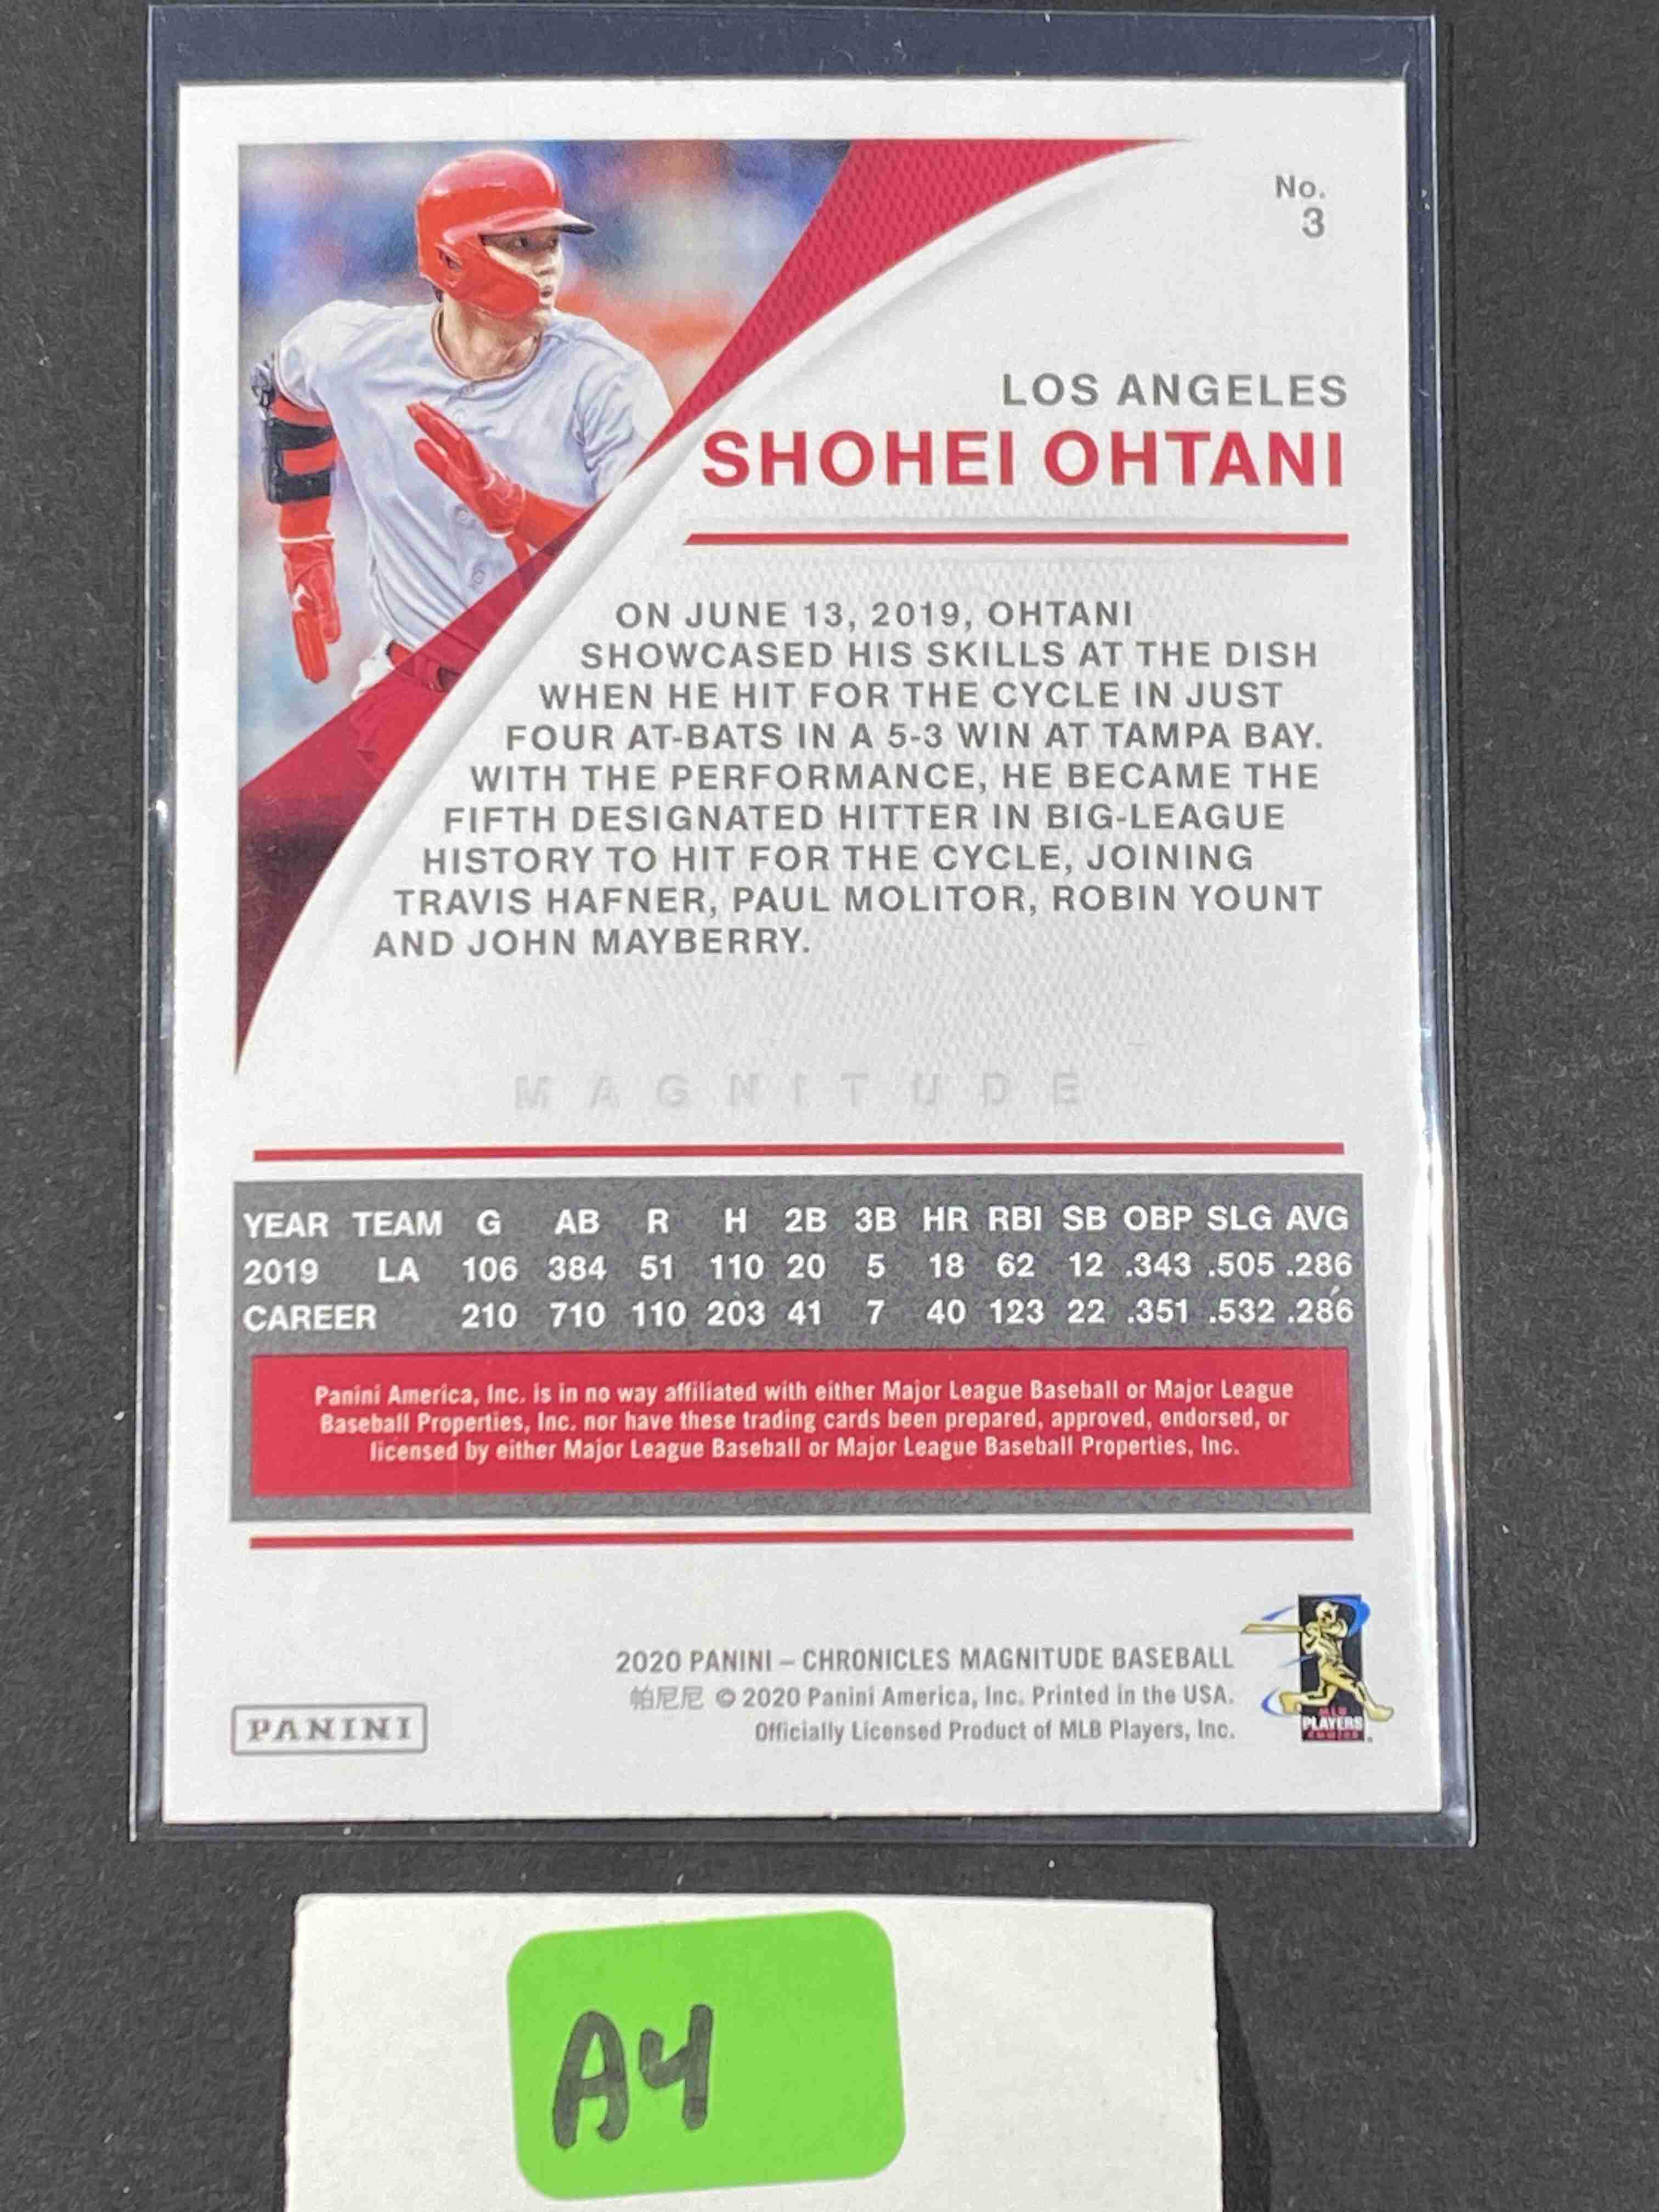 No.
3
LOS ANGELES
SHOHEI OHTANI
ON JUNE 13, 2019, OHTANI
SHOWCASED HIS SKILLS AT THE DISH
WHEN HE HIT FOR THE CYCLE IN JUST
FOUR AT-BATS IN A 5-3 WIN AT TAMPA BAY.
WITH THE PERFORMANCE, HE BECAME THE
FIFTH DESIGNATED HITTER IN BIG-LEAGUE
HISTORY TO HIT FOR THE CYCLE, JOINING
TRAVIS HAFNER, PAUL MOLITOR, ROBIN YOUNT
AND JOHN MAYBERRY.
MAGNITUDE
YEAR TEAM G AB R H 2B 3B HR RBI SB OBP SLG AVG
2019 LA 106 384 51 110 20 5 18 62 12 .343 .505 .286
CAREER 210 710 110 203 41 7 40 123 22 .351 .532 .286
Panini America, Inc. is in no way affiliated with either Major League Baseball or Major League
Baseball Properties, Inc. nor have these trading cards been prepared, approved, endorsed, or
licensed by either Major League Baseball or Major League Baseball Properties, Inc.
2020 PANINI – CHRONICLES MAGNITUDE BASEBALL
帕尼尼 © 2020 Panini America, Inc. Printed in the USA.
Officially Licensed Product of MLB Players, Inc.
PANINI
MLB
PLAYERS
A4